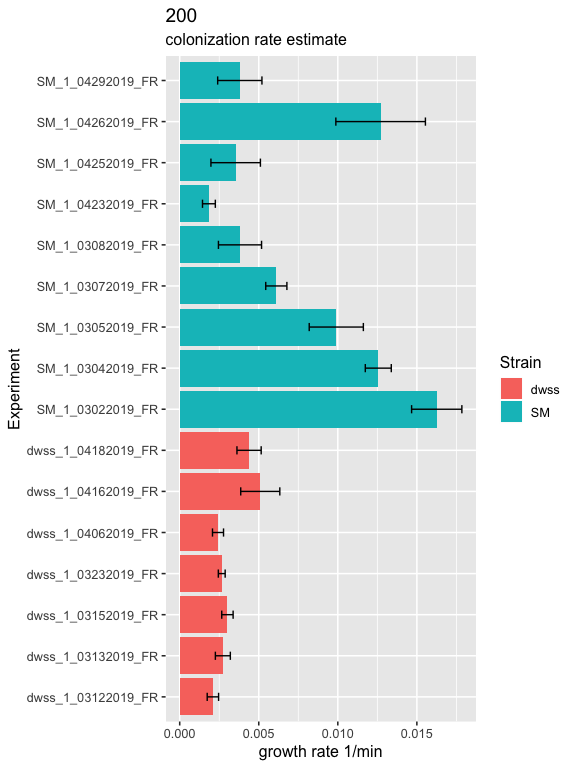 200
colonization rate estimate
SM_1_04292019_FR
SM_1_04262019_FR
SM_1_04252019_FR
SM_1_04232019_FR
SM_1_03082019_FR
SM_1_03072019_FR
SM_1_03052019_FR
SM_1_03042019_FR
SM_1_03022019_FR
dwss_1_04182019_FR
dwss_1_04162019_FR
dwss_1_04062019_FR
dwss_1_03232019_FR
dwss_1_03152019_FR
dwss_1_03132019_FR
dwss_1_03122019_FR
Experiment
0.000 0.005 0.010 0.015
growth rate 1/min
Strain
dwss
SM